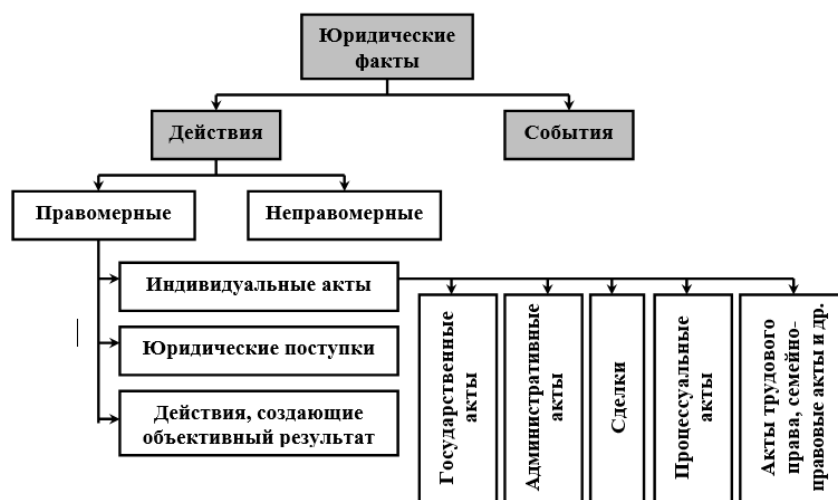 Юридические
факты
Действия
События
Правомерные
Неправомерные
Индивидуальные акты
Юридические поступки
Действия, создающие
объективный результат
Государственные
акты
Административные
акты
Сделки
Процессуальные
акты
Акты трудового
права, семейно-
правовые акты и др.